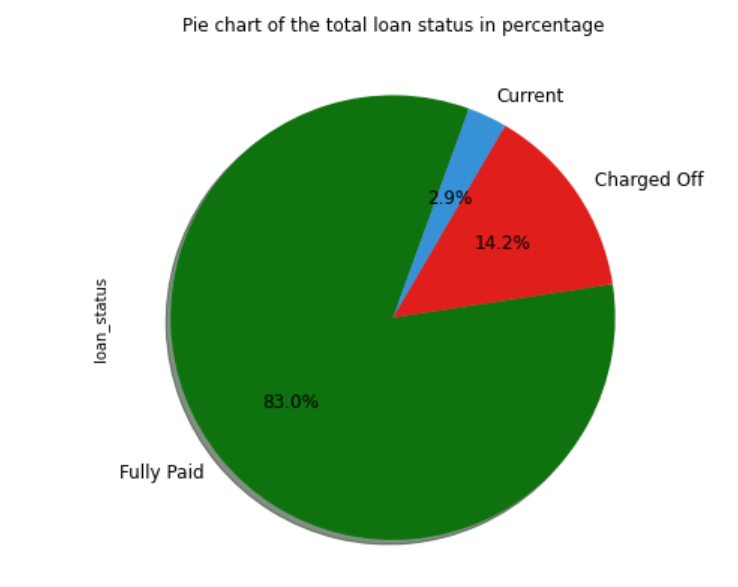 Pie chart of the total loan status in percentage
Current
Charged Off
2.9%
14.2%
loan_status
83.0%
Fully Paid